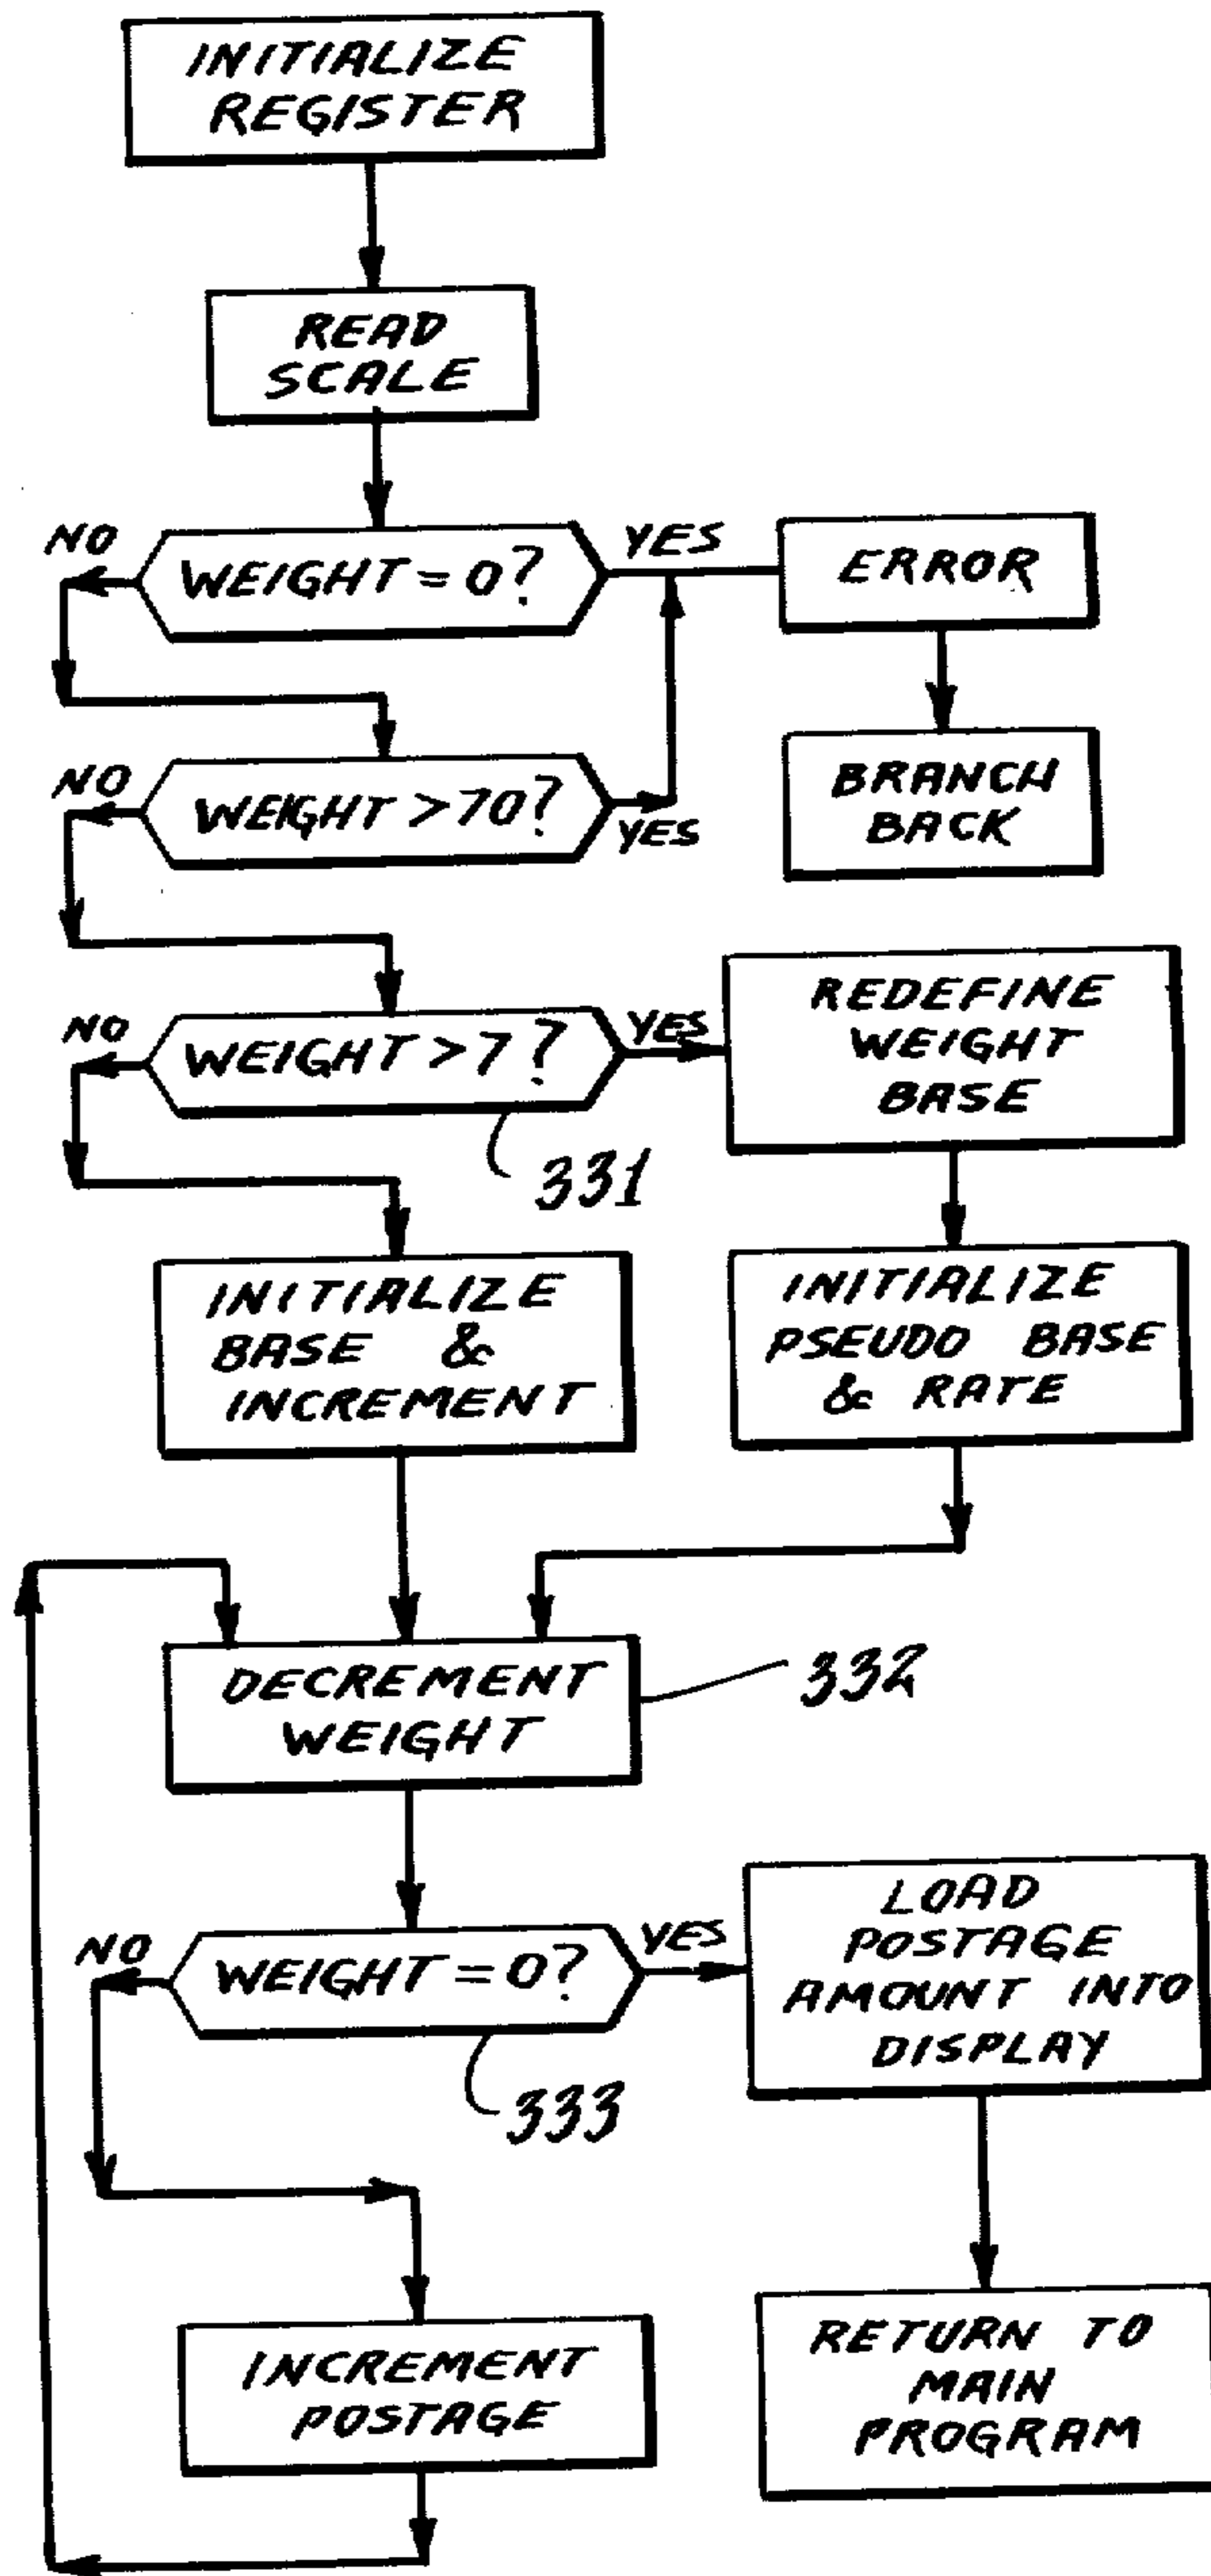 INITIALIZE
REGISTER
READ
SCALE
NO
WEIGHT = 0?
YES
ERROR
NO
WEIGHT > 70?
YES
BRANCH
BACK
NO
WEIGHT > 7?
YES
331
REDEFINE
WEIGHT
BASE
INITIALIZE
BASE &
INCREMENT
INITIALIZE
PSEUDO BASE
& RATE
DECREMENT
WEIGHT
332
NO
WEIGHT = 0?
YES
333
LOAD
POSTAGE
AMOUNT INTO
DISPLAY
INCREMENT
POSTAGE
RETURN TO
MAIN
PROGRAM